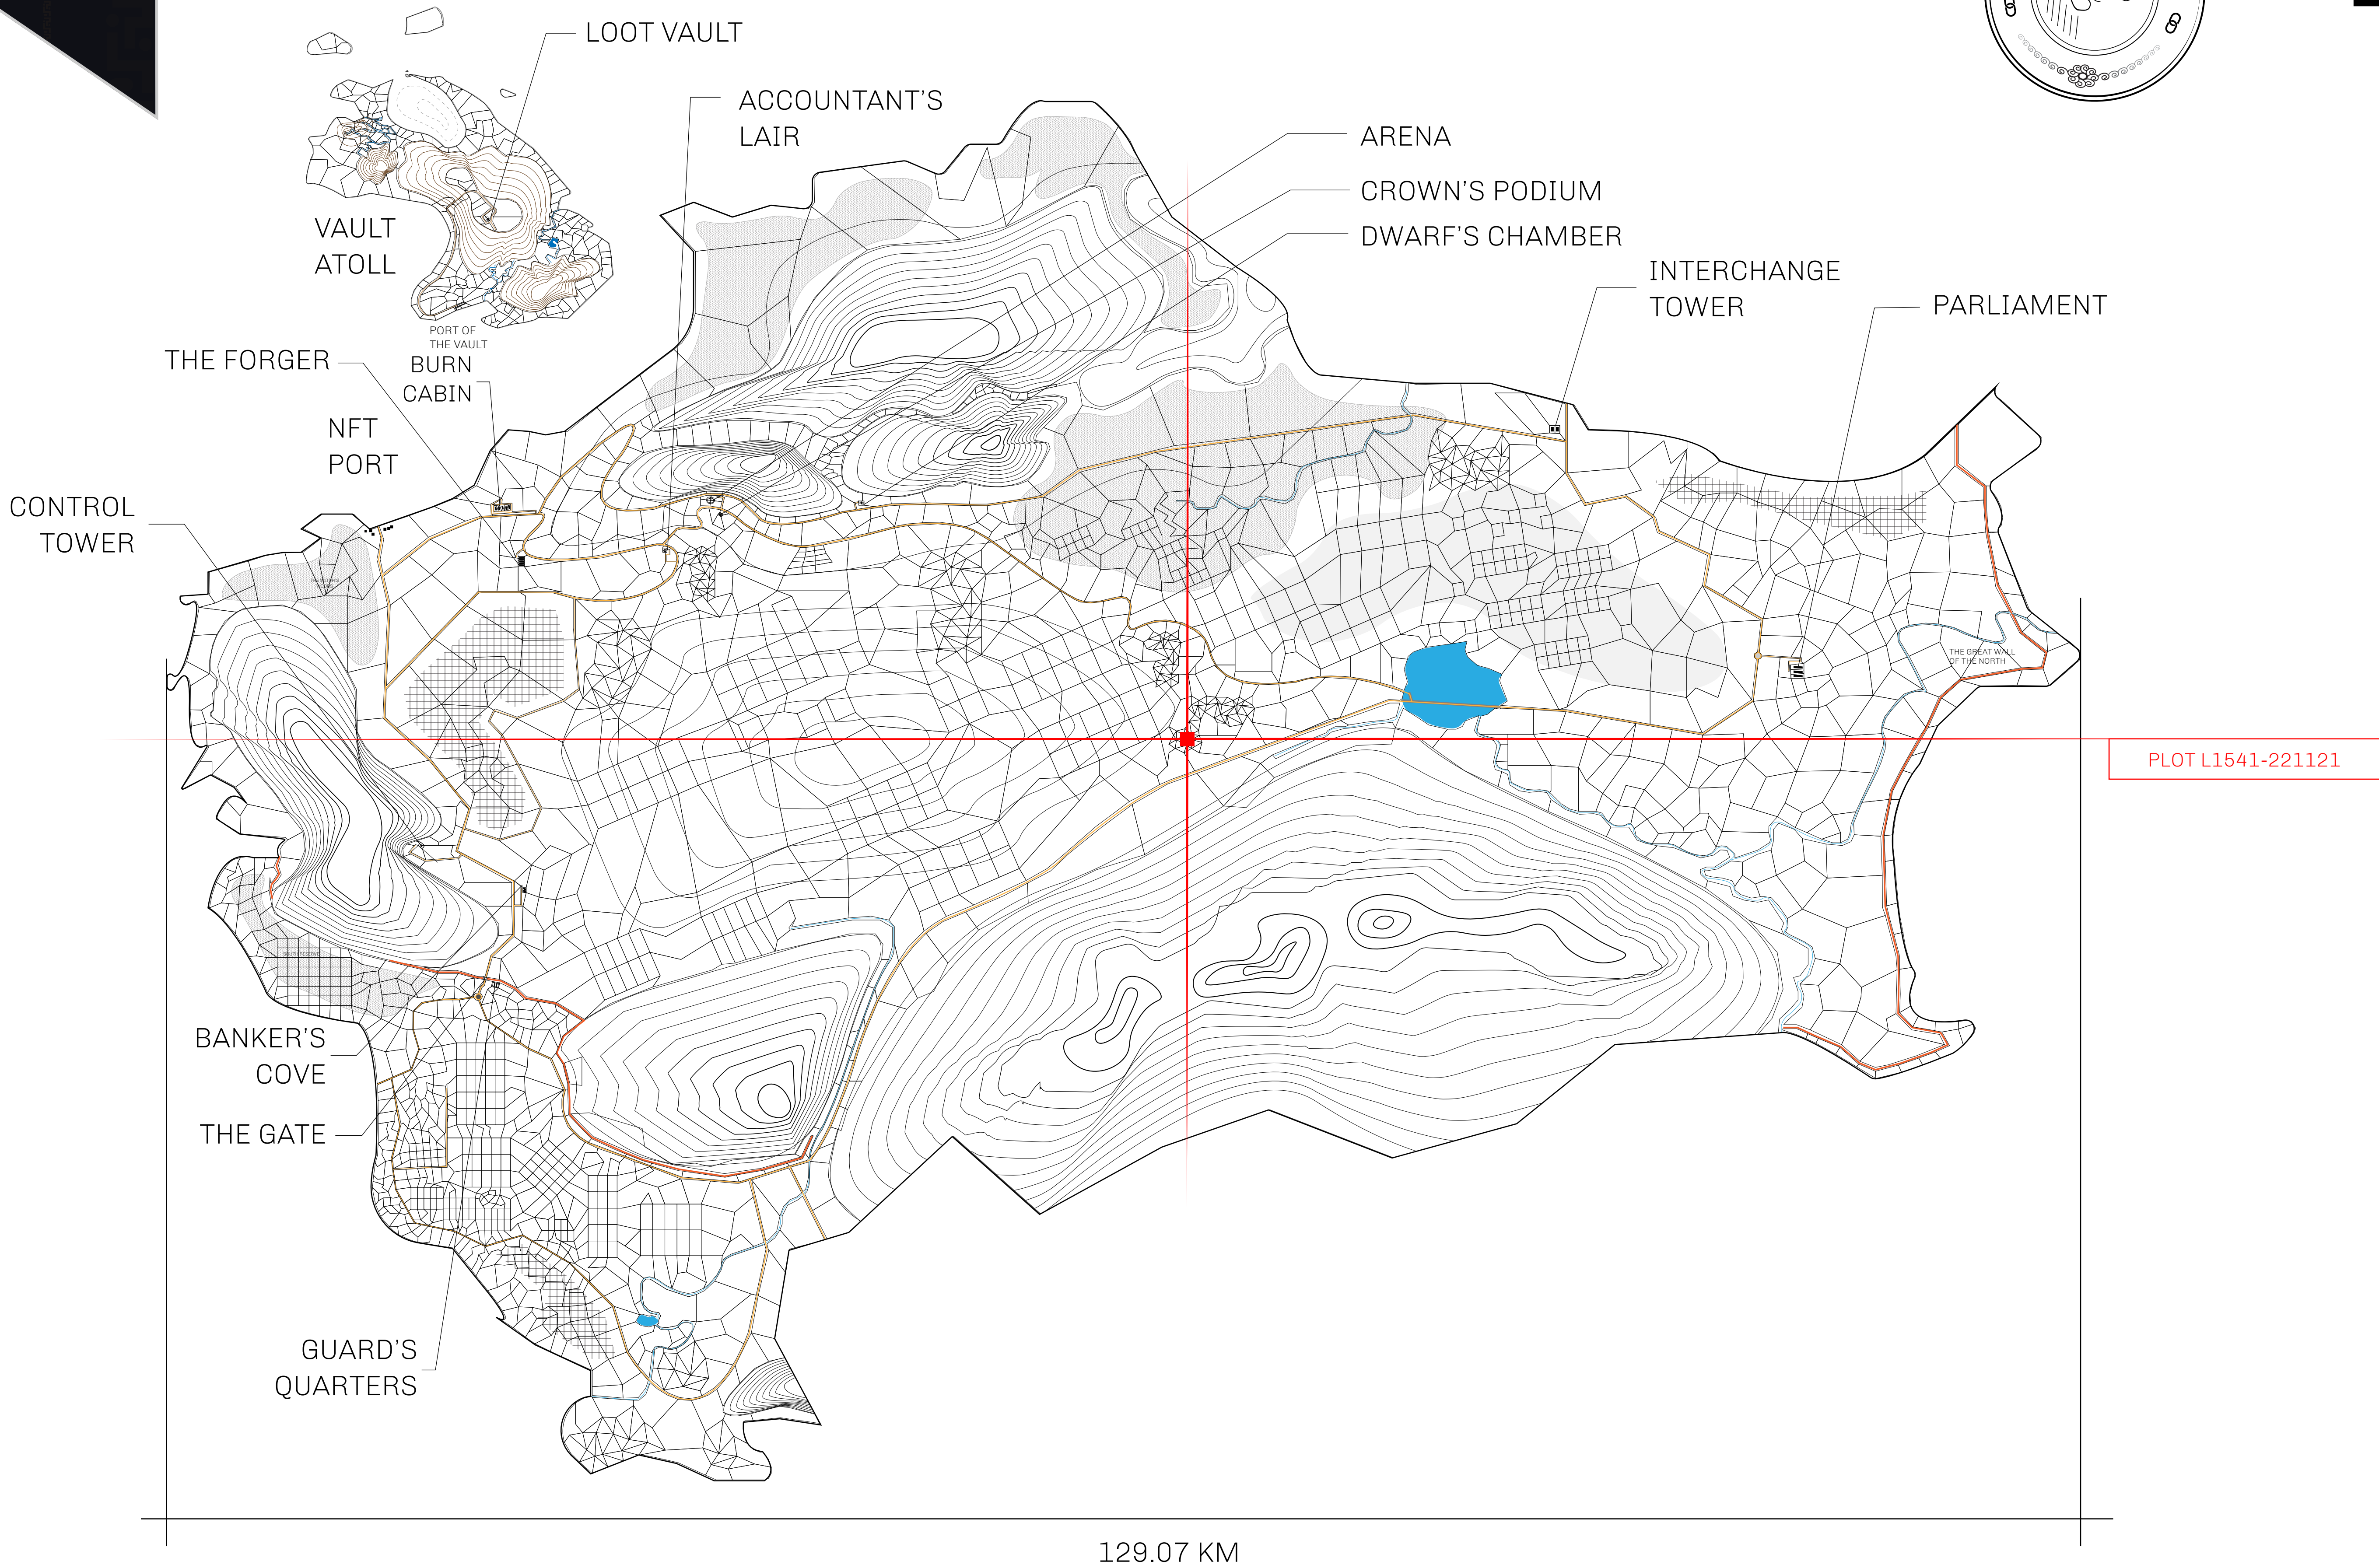 LOOT VAULT
ACCOUNTANT'S
LAIR
ARENA
CROWN'S PODIUM
DWARF'S CHAMBER
VAULT
ATOLL
INTERCHANGE
TOWER
PARLIAMENT
PORT OF
THE VAULT
THE FORGER
BURN
CABIN
NFT
PORT
CONTROL
TOWER
THE GREAT WALL
OF THE NORTH
PLOT L1541-221121
SOUTH RESERVE
BANKER'S
COVE
THE GATE
GUARD'S
QUARTERS
129.07 KM